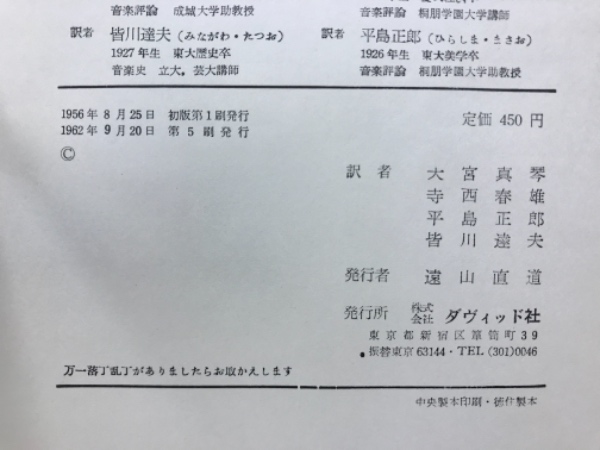 音楽評論 成城大学助教授
音楽評論 桐朋学園大学講師
訳者 皆川達夫(みながわ・たつお)
1927年生 東大歴史卒
音楽史 立大,芸大講師
訳者 平島正郎(ひらしま・まさお)
1926年生 東大美学卒
音楽評論 桐朋学園大学助教授
1956年8月25日 初版第1刷発行
1962年9月20日 第5刷発行
定価 450円
©
訳者 大宮真琴
寺西春雄
平島正郎
皆川達夫
発行者 遠山直道
発行所 株式会社 ダヴィッド社
東京都新宿区箪笥町39
振替東京63144・TEL(301)0046
万一落丁乱丁がありましたらお取かえします
中央製本印刷・徳住製本